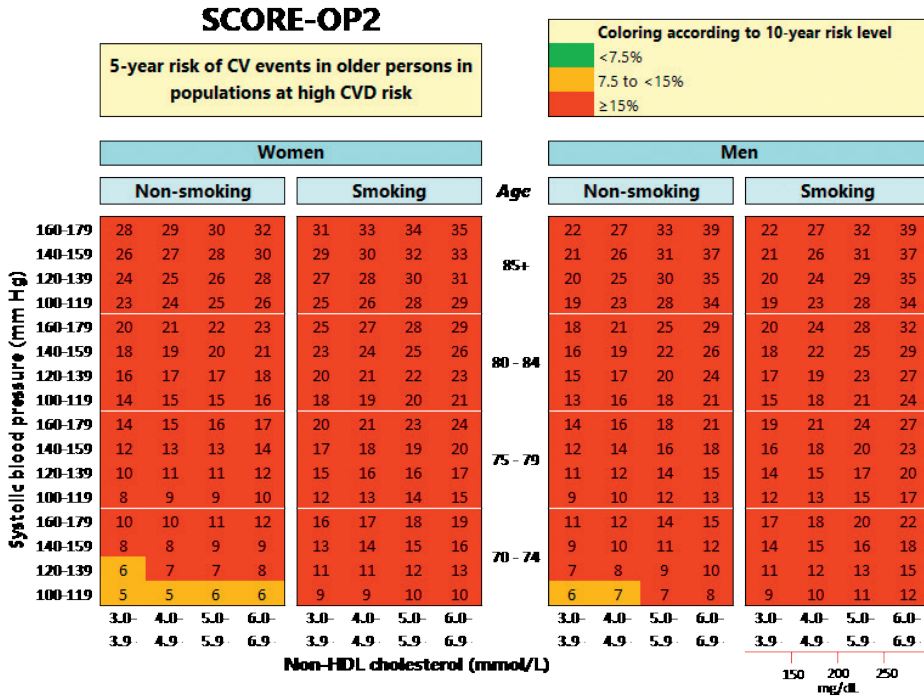 SCORE-OP2
5-year risk of CV events in older persons in
populations at high CVD risk
Coloring according to 10-year risk level
<7.5%
7.5 to <15%
≥15%
Women
Men
Non-smoking
Smoking
Age
Non-smoking
Smoking
Systolic blood pressure (mm Hg)
160-179 28 29 30 32 31 33 34 35 22 27 33 39 22 27 32 39
140-159 26 27 28 30 29 30 32 33 21 26 31 37 21 26 31 37
85+
120-139 24 25 26 28 27 28 30 31 20 25 30 35 20 24 29 35
100-119 23 24 25 26 25 26 28 29 19 23 28 34 19 23 28 34
160-179 20 21 22 23 25 27 28 29 18 21 25 29 20 24 28 32
140-159 18 19 20 21 23 24 25 26 16 19 22 26 18 22 25 29
80 - 84
120-139 16 17 17 18 20 21 22 23 15 17 20 24 17 19 23 27
100-119 14 15 15 16 18 19 20 21 13 16 18 21 15 18 21 24
160-179 14 15 16 17 20 21 23 24 14 16 18 21 19 21 24 27
140-159 12 13 13 14 17 18 19 20 12 14 16 18 16 18 20 23
75 - 79
120-139 10 11 11 12 15 16 16 17 11 12 14 15 14 15 17 20
100-119 8 9 9 10 12 13 14 15 9 10 12 13 12 13 15 17
160-179 10 10 11 12 16 17 18 19 11 12 14 15 17 18 20 22
140-159 8 8 9 9 13 14 15 16 9 10 11 12 14 15 16 18
70 - 74
120-139 6 7 7 8 11 11 12 13 7 8 9 10 11 12 13 15
100-119 5 5 6 6 9 9 10 10 6 7 7 8 9 10 11 12
3.0- 4.0- 5.0- 6.0- 3.0- 4.0- 5.0- 6.0- 3.0- 4.0- 5.0- 6.0- 3.0- 4.0- 5.0- 6.0-
3.9 4.9 5.9 6.9 3.9 4.9 5.9 6.9 3.9 4.9 5.9 6.9 3.9 4.9 5.9 6.9
Non-HDL cholesterol (mmol/L)
150 200 250
mg/dL